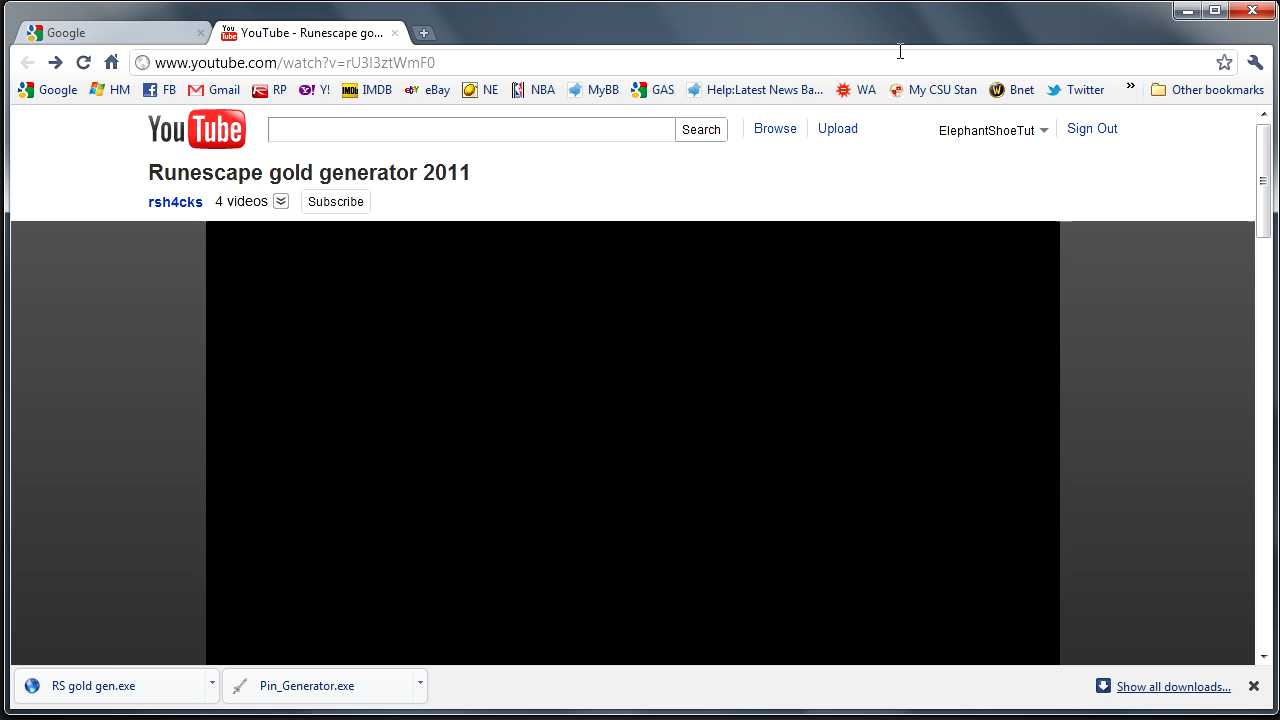 Google
YouTube - Runescape go...
www.youtube.com/watch?v=rU3I3ztWmF0
Google HM FB Gmail RP Y! IMDB eBay NE NBA MyBB GAS Help:Latest News Ba... WA My CSU Stan Bnet Twitter » Other bookmarks
YouTube Search Browse Upload ElephantShoeTut Sign Out
Runescape gold generator 2011
rsh4cks 4 videos Subscribe
RS gold gen.exe Pin_Generator.exe Show all downloads...